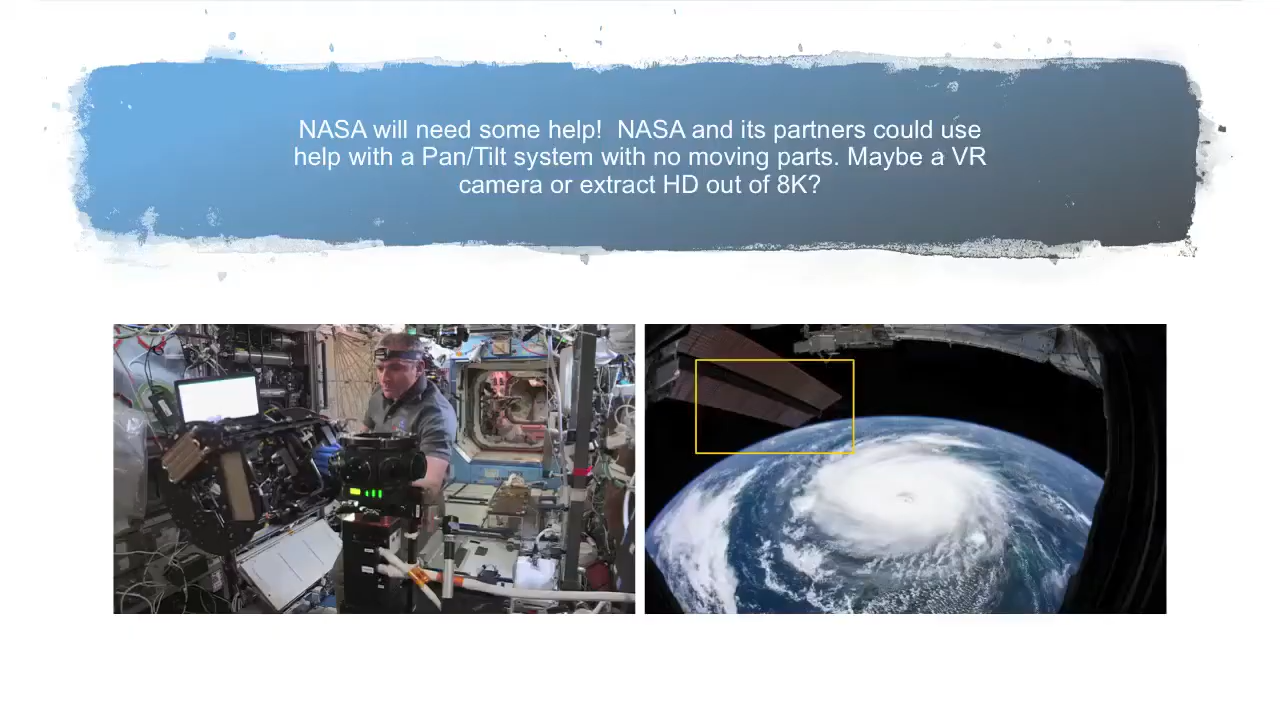 NASA will need some help!  NASA and its partners could use
help with a Pan/Tilt system with no moving parts. Maybe a VR
camera or extract HD out of 8K?